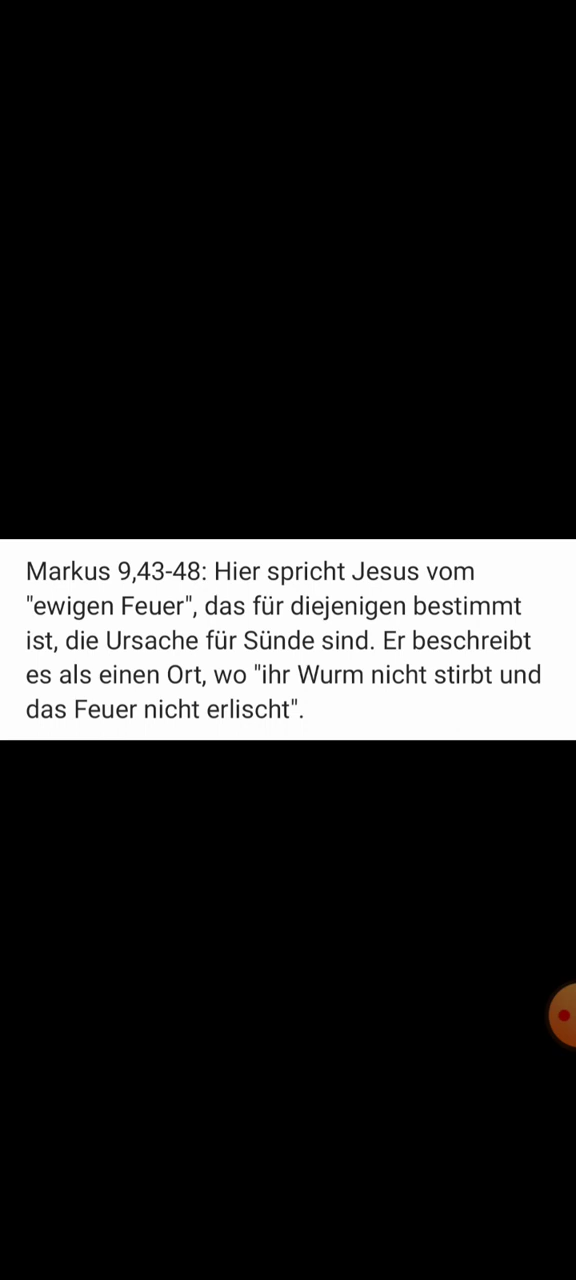 Markus 9,43-48: Hier spricht Jesus vom
"ewigen Feuer", das für diejenigen bestimmt
ist, die Ursache für Sünde sind. Er beschreibt
es als einen Ort, wo "ihr Wurm nicht stirbt und
das Feuer nicht erlischt".